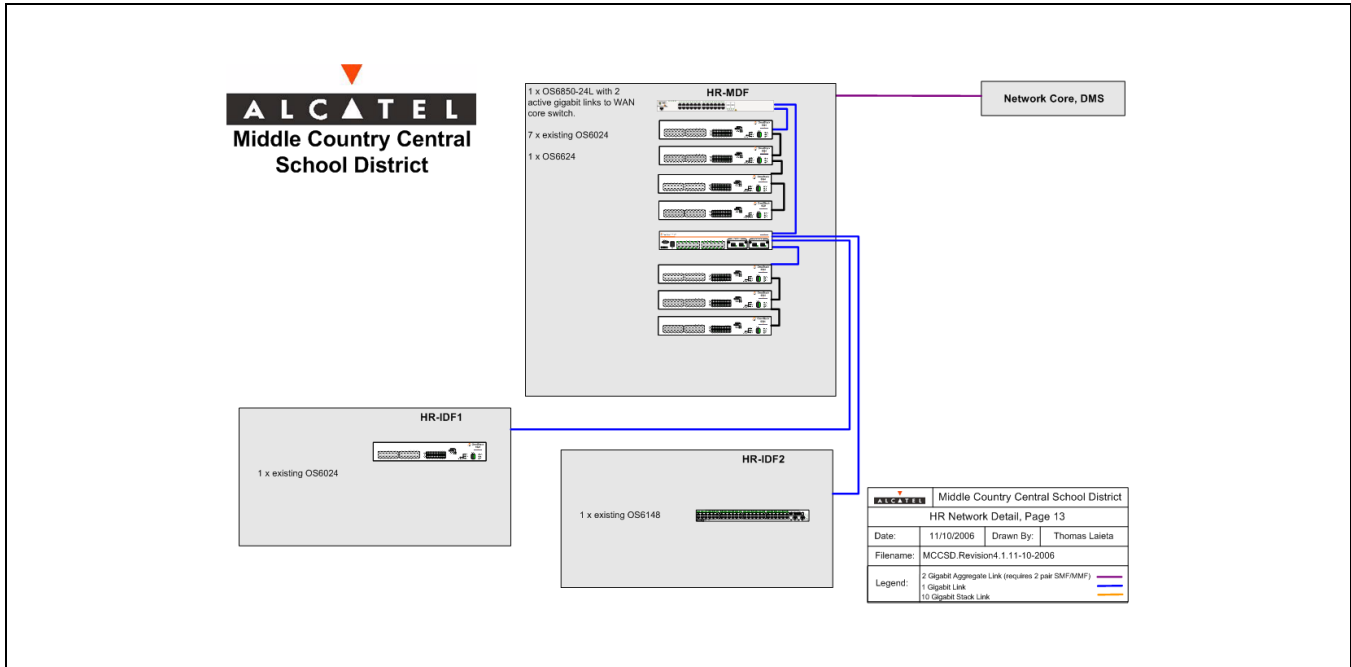 ALCATEL
Middle Country Central
School District
1 x OS6850-24L with 2
active gigabit links to WAN
core switch.
7 x existing OS6024
1 x OS6624
HR-MDF
Network Core, DMS
HR-IDF1
1 x existing OS6024
HR-IDF2
1 x existing OS6148
ALCATEL Middle Country Central School District
HR Network Detail, Page 13
Date: 11/10/2006 Drawn By: Thomas Laieta
Filename: MCCSD.Revision4.1.11-10-2006
Legend:
2 Gigabit Aggregate Link (requires 2 pair SMF/MMF)
1 Gigabit Link
10 Gigabit Stack Link